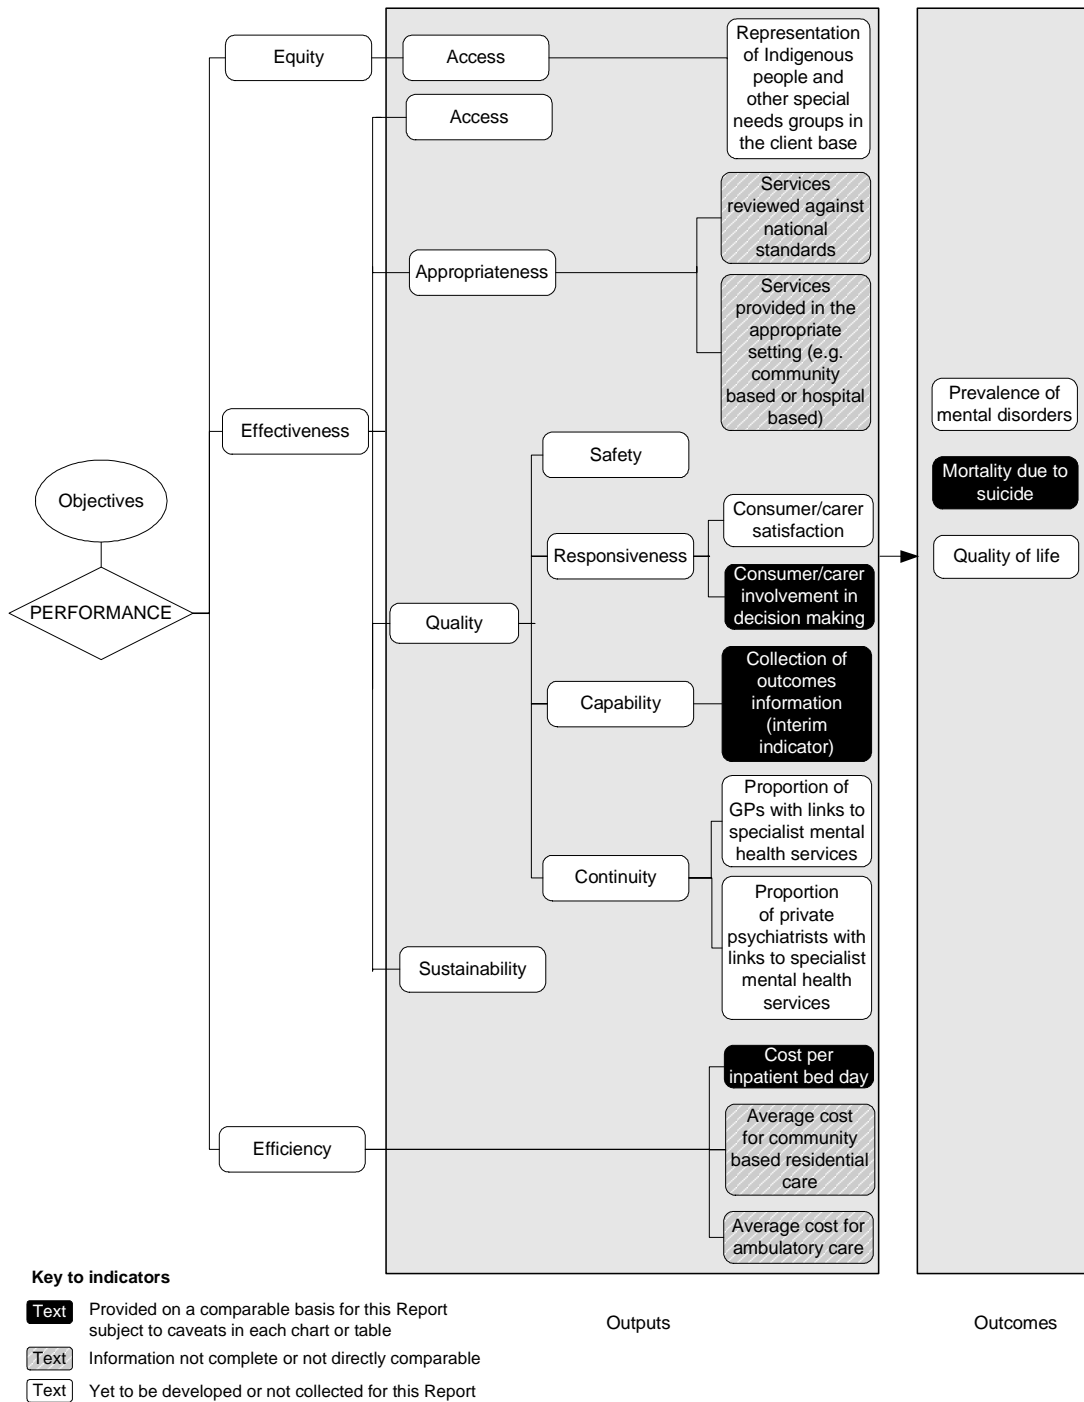 Equity
Access
Representation
of Indigenous
people and
other special
needs groups in
the client base
Access
Services
reviewed against
national
standards
Appropriateness
Services
provided in the
appropriate
setting (e.g.
community
based or hospital
based)
Effectiveness
Safety
Objectives
PERFORMANCE
Responsiveness
Consumer/carer
satisfaction
Consumer/carer
involvement in
decision making
Quality
Capability
Collection of
outcomes
information
(interim
indicator)
Continuity
Proportion of
GPs with links to
specialist mental
health services
Proportion
of private
psychiatrists with
links to specialist
mental health
services
Sustainability
Efficiency
Cost per
inpatient bed day
Average cost
for community
based residential
care
Average cost for
ambulatory care
Prevalence of
mental disorders
Mortality due to
suicide
Quality of life
Outputs
Outcomes
Key to indicators
Text
Provided on a comparable basis for this Report
subject to caveats in each chart or table
Text
Information not complete or not directly comparable
Text
Yet to be developed or not collected for this Report